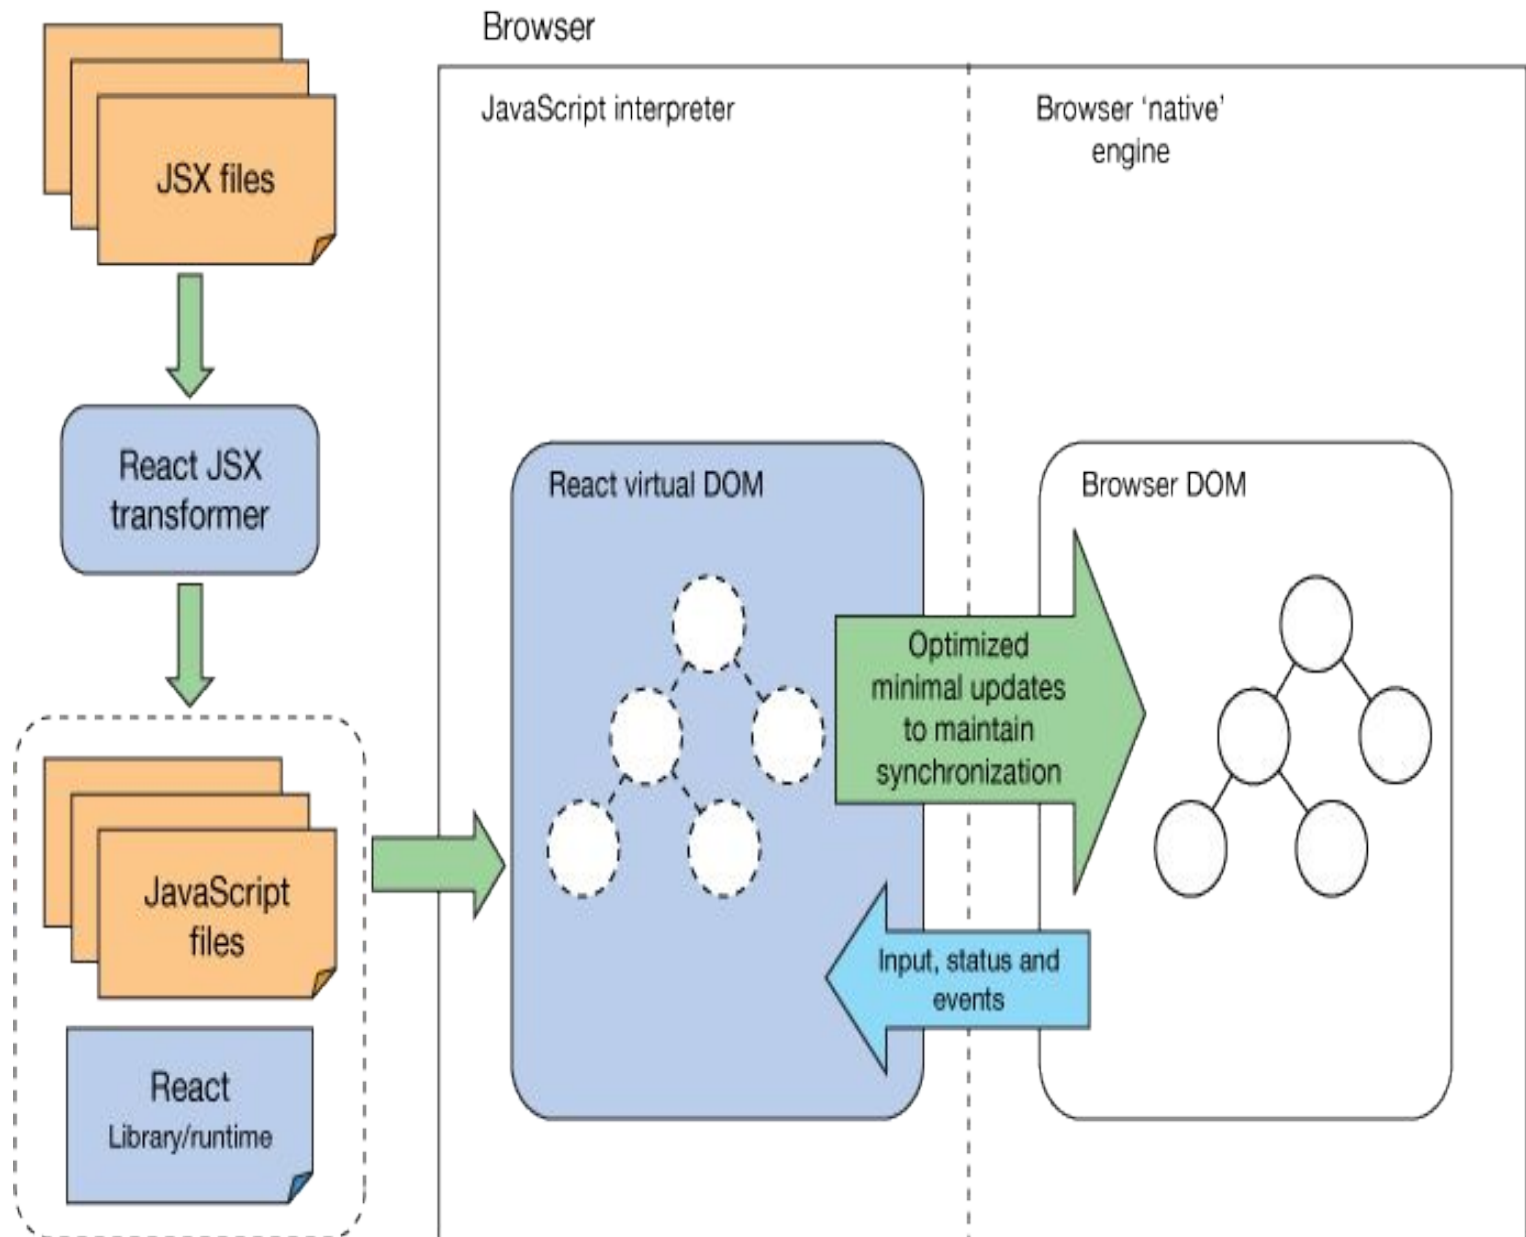 Browser
JSX files
JavaScript interpreter
Browser ‘native’
engine
React JSX
transformer
React virtual DOM
Browser DOM
Optimized
minimal updates
to maintain
synchronization
JavaScript
files
Input, status and
events
React
Library/runtime